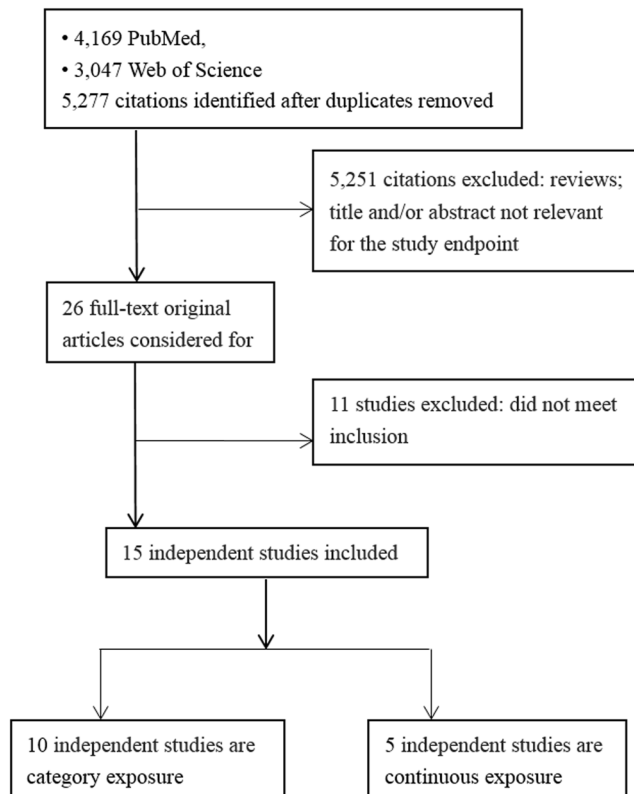 • 4,169 PubMed,
• 3,047 Web of Science
5,277 citations identified after duplicates removed
5,251 citations excluded: reviews;
title and/or abstract not relevant
for the study endpoint
26 full-text original
articles considered for
11 studies excluded: did not meet
inclusion
15 independent studies included
10 independent studies are
category exposure
5 independent studies are
continuous exposure